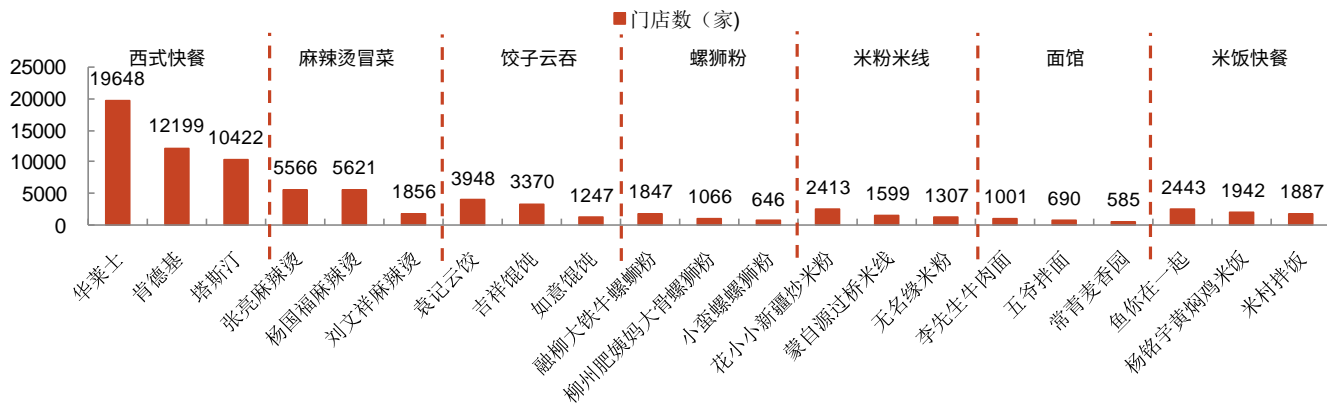 门店数（家)
西式快餐
麻辣烫冒菜
饺子云吞
螺狮粉
米粉米线
面馆
米饭快餐
25000
20000
15000
10000
5000
0
19648
12199
10422
5566
5621
1856
3948
3370
1247
1847
1066
646
2413
1599
1307
1001
690
585
2443
1942
1887
华莱士
肯德基
塔斯汀
张亮麻辣烫
杨国福麻辣烫
刘文祥麻辣烫
袁记云饺
吉祥馄饨
如意馄饨
融柳大铁牛螺蛳粉
柳州肥姨妈大骨螺狮粉
小蛮螺螺狮粉
花小小新疆炒米粉
蒙自源过桥米线
无名缘米粉
李先生牛肉面
五爷拌面
常青麦香园
鱼你在一起
杨铭宇黄焖鸡米饭
米村拌饭